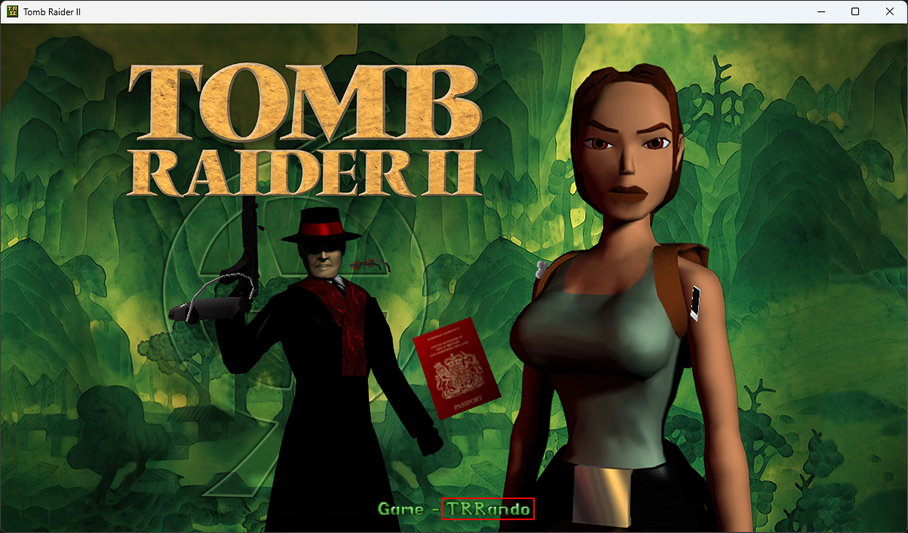 Tomb Raider II
TOMB
RAIDER II
PASSPORT
Game - TRRando